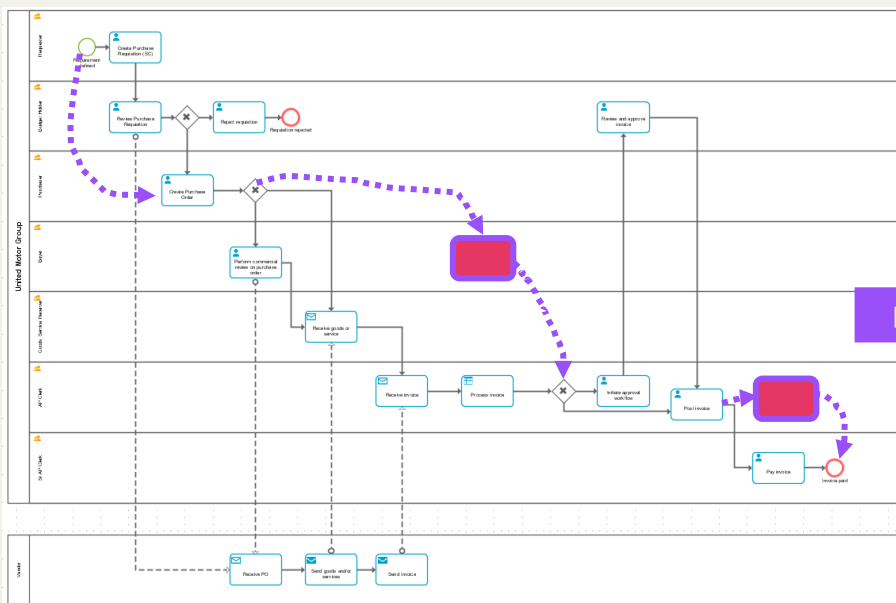 United Motor Group
Requester
Requirement
defined
Create Purchase
Requisition (SC)
Budget Holder
Review Purchase
Requisition
Reject requisition
Requisition rejected
Review and approve
invoice
Purchaser
Create Purchase
Order
Buyer
Perform commercial
review on purchase
order
Goods, Service Receiver
Receive goods or
service
AP Clerk
Receive invoice
Process invoice
Initiate approval
workflow
Post invoice
Sr AP Clerk
Pay invoice
Invoice paid
Vendor
Receive PO
Send goods and/or
services
Send invoice